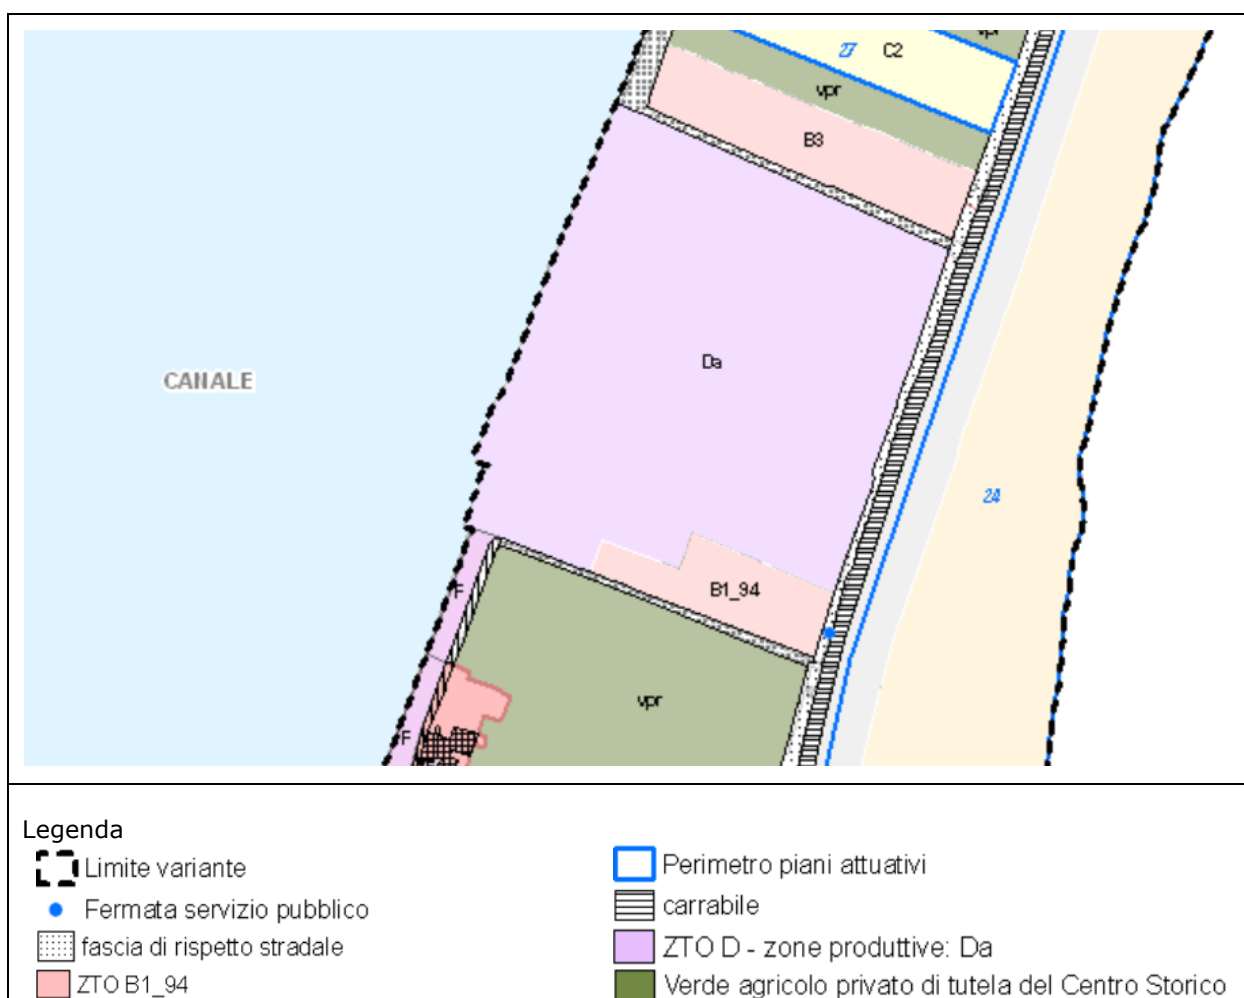 vpr
27 C2
vpr
B3
Da
CANALE
24
B1_94
F
vpr
F
Legenda
Limite variante
Perimetro piani attuativi
Fermata servizio pubblico
carrabile
fascia di rispetto stradale
ZTO D - zone produttive: Da
ZTO B1_94
Verde agricolo privato di tutela del Centro Storico